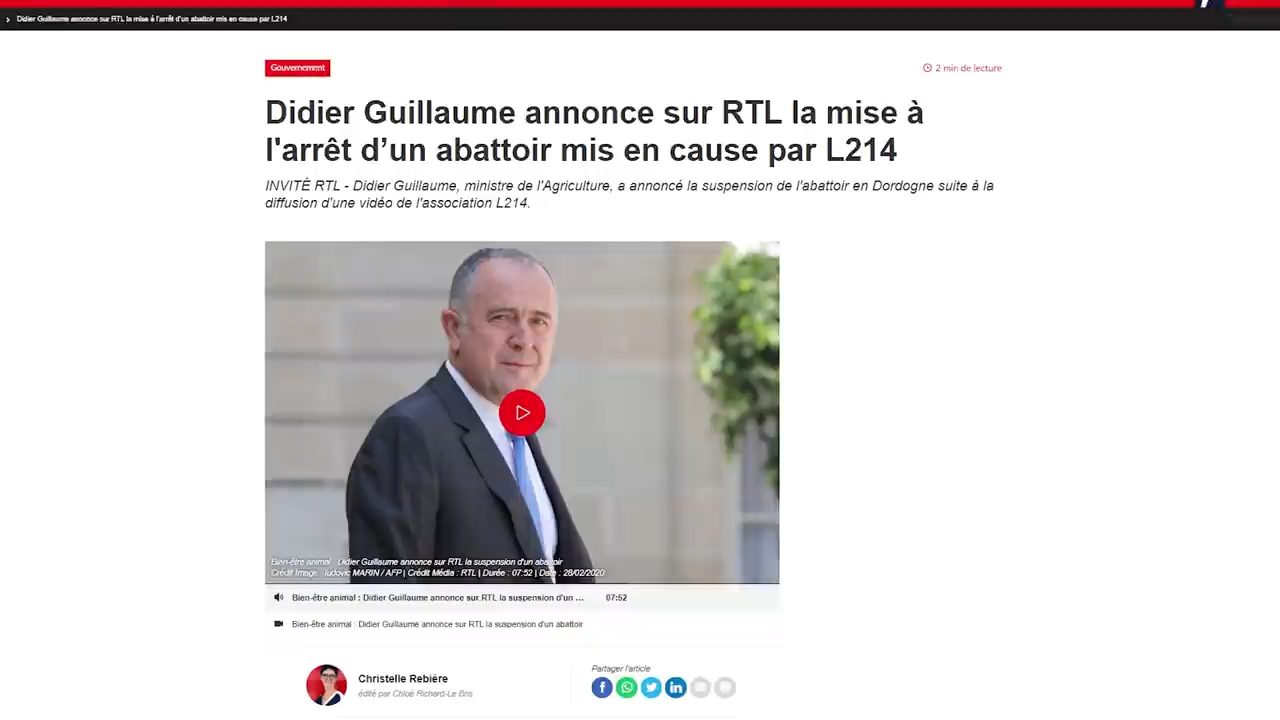 Didier Guillaume annonce sur RTL la mise à l'arrêt d'un abattoir mis en cause par L214
Gouvernement
2 min de lecture
Didier Guillaume annonce sur RTL la mise à
l'arrêt d’un abattoir mis en cause par L214
INVITÉ RTL - Didier Guillaume, ministre de l'Agriculture, a annoncé la suspension de l'abattoir en Dordogne suite à la
diffusion d'une vidéo de l'association L214.
Bien-être animal : Didier Guillaume annonce sur RTL la suspension d'un abattoir
Crédit Image : ludovic MARIN / AFP | Crédit Média : RTL | Durée : 07:52 | Date : 28/02/2020
Bien-être animal : Didier Guillaume annonce sur RTL la suspension d'un ... 07:52
Bien-être animal : Didier Guillaume annonce sur RTL la suspension d'un abattoir
Partager l'article
Christelle Rebière
édité par Chloé Richard-Le Bris